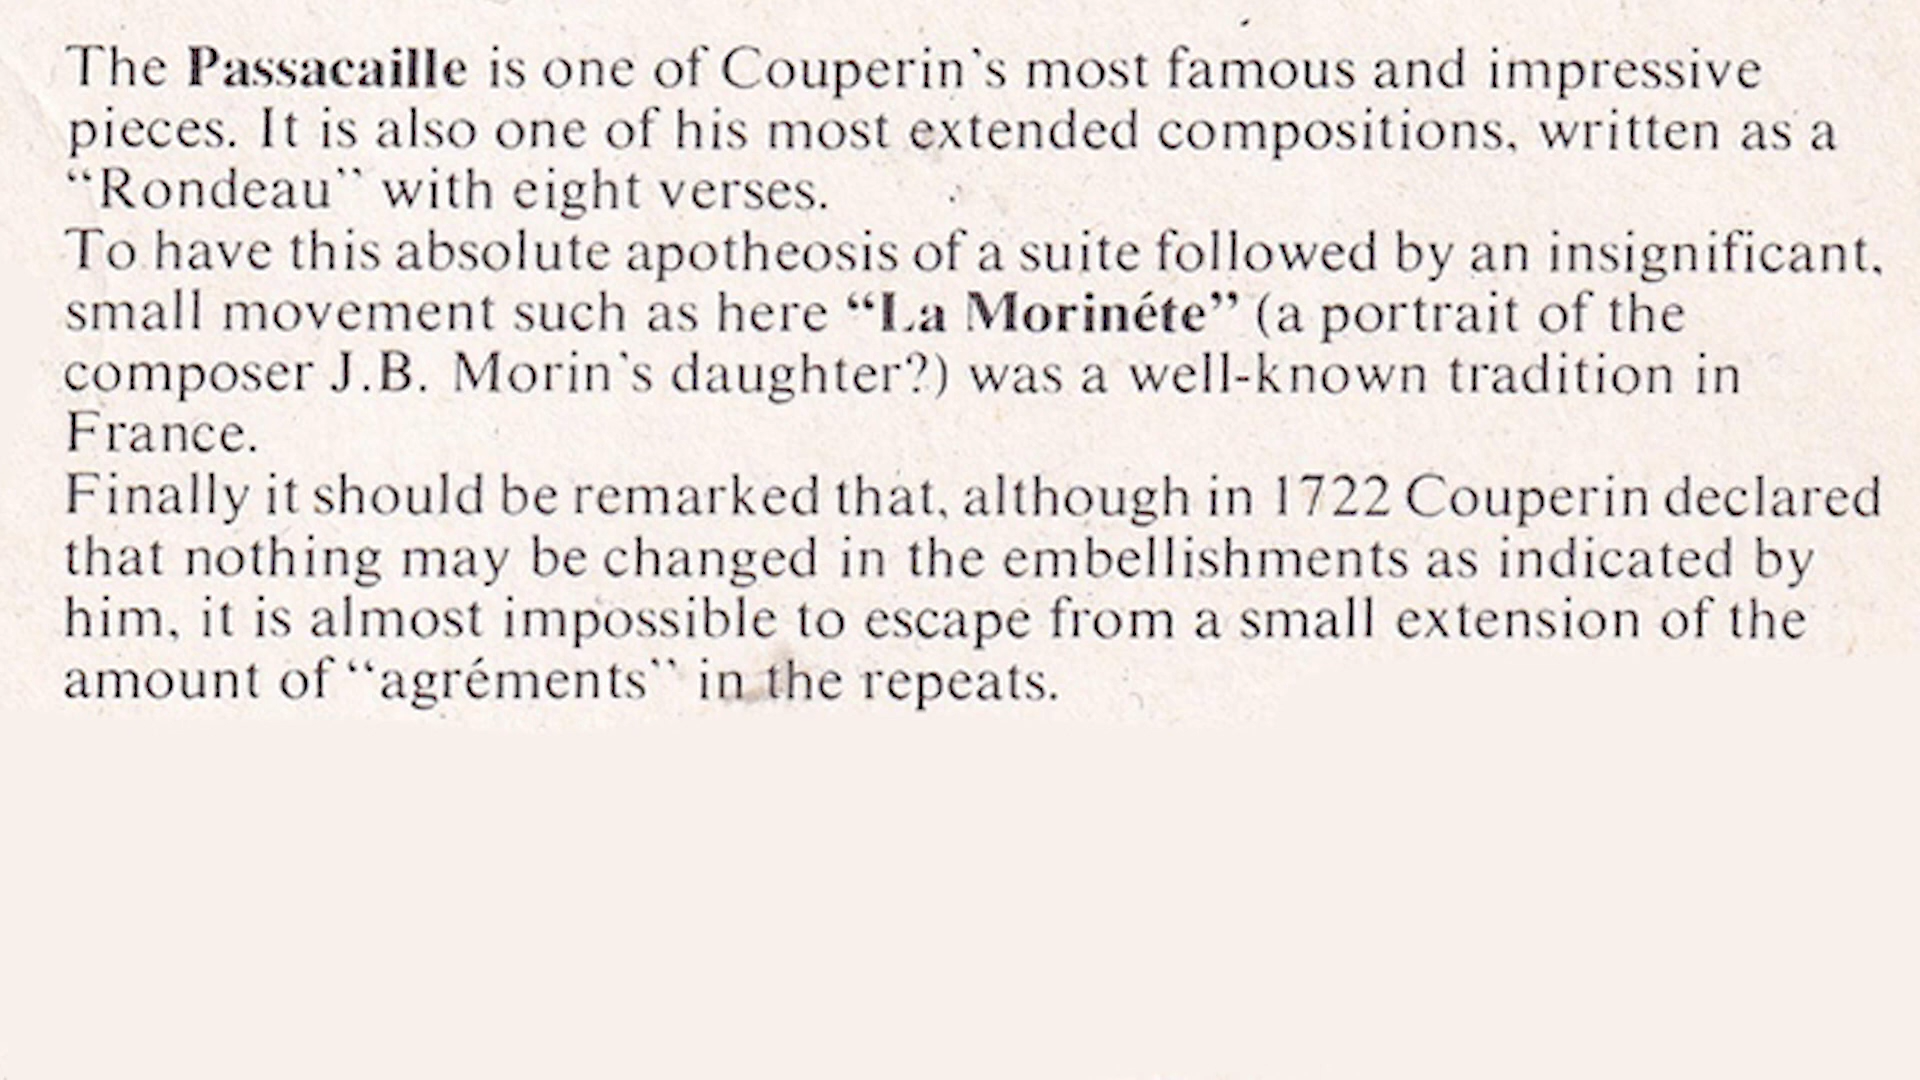 The Passacaille is one of Couperin's most famous and impressive
pieces. It is also one of his most extended compositions, written as a
“Rondeau” with eight verses.
To have this absolute apotheosis of a suite followed by an insignificant,
small movement such as here “La Morinéte” (a portrait of the
composer J.B. Morin's daughter?) was a well-known tradition in
France.
Finally it should be remarked that, although in 1722 Couperin declared
that nothing may be changed in the embellishments as indicated by
him, it is almost impossible to escape from a small extension of the
amount of “agréments” in the repeats.